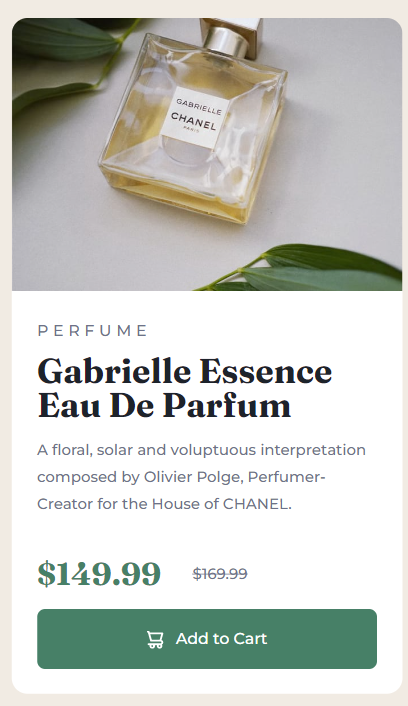 GABRIELLE
CHANEL
PARIS
PERFUME
Gabrielle Essence
Eau De Parfum
A floral, solar and voluptuous interpretation
composed by Olivier Polge, Perfumer-
Creator for the House of CHANEL.
$149.99 $169.99
Add to Cart